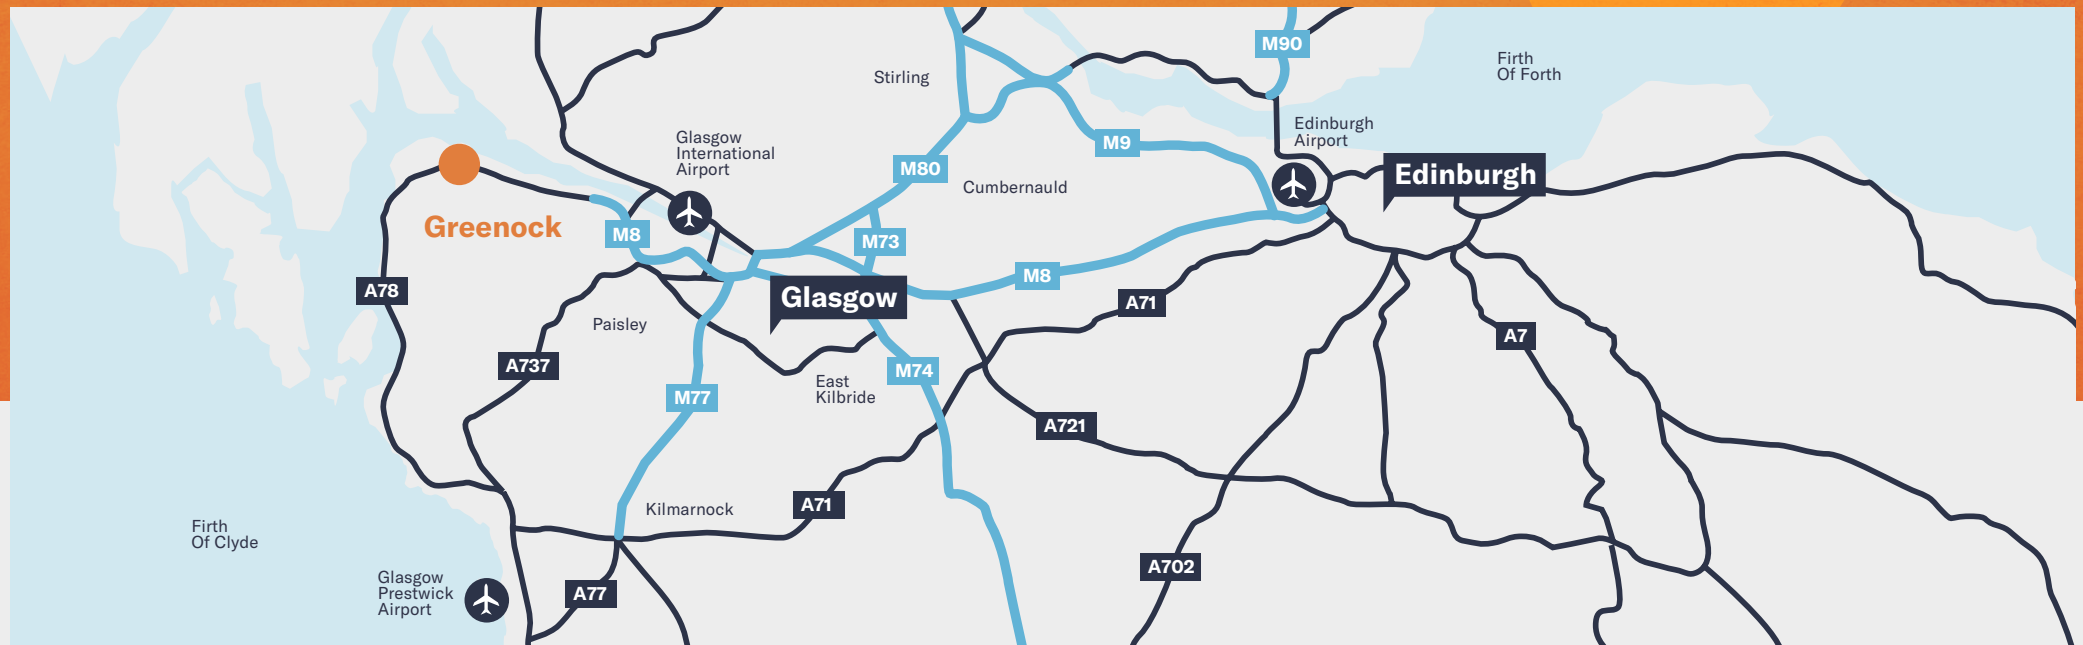 M90
Firth
Of Forth
Stirling
Edinburgh
Airport
Glasgow
International
Airport
M9
M80
Cumbernauld
Edinburgh
Greenock
M8
M73
M8
A78
Glasgow
A71
Paisley
A7
A737
M74
East
Kilbride
M77
A721
Kilmarnock
A71
Firth
Of Clyde
A702
Glasgow
Prestwick
Airport
A77